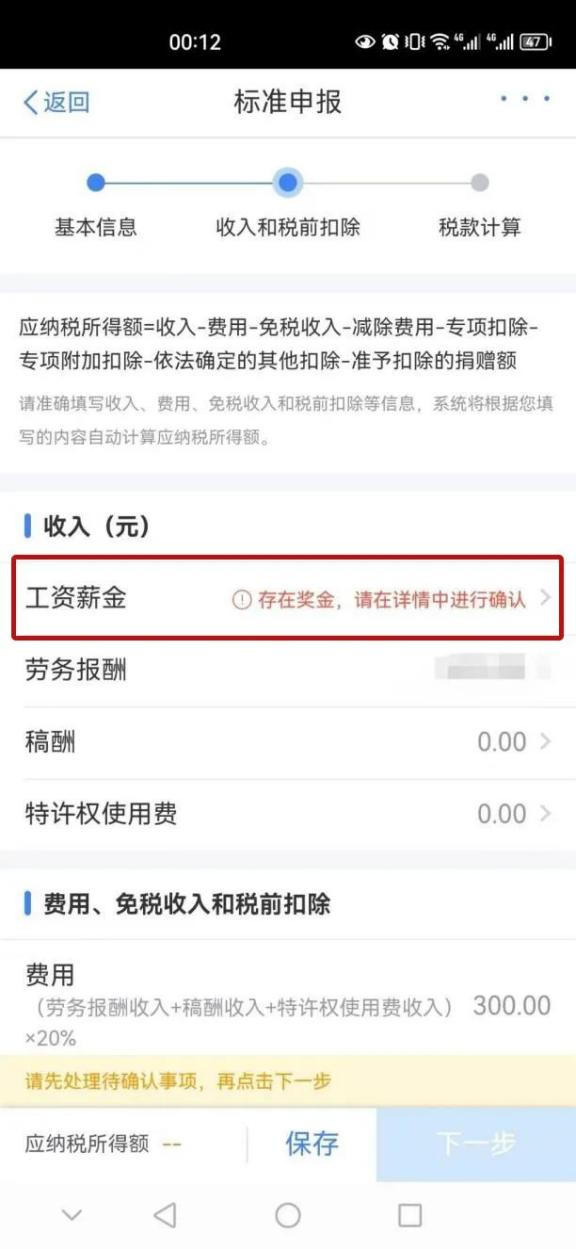 00:12
4G 4G 47
返回 标准申报 ···
基本信息 收入和税前扣除 税款计算
应纳税所得额=收入-费用-免税收入-减除费用-专项扣除-
专项附加扣除-依法确定的其他扣除-准予扣除的捐赠额
请准确填写收入、费用、免税收入和税前扣除等信息，系统将根据您填
写的内容自动计算应纳税所得额。
收入（元）
工资薪金 存在奖金，请在详情中进行确认
劳务报酬
稿酬 0.00
特许权使用费 0.00
费用、免税收入和税前扣除
费用
（劳务报酬收入+稿酬收入+特许权使用费收入） 300.00
×20%
请先处理待确认事项，再点击下一步
应纳税所得额 -- 保存 下一步